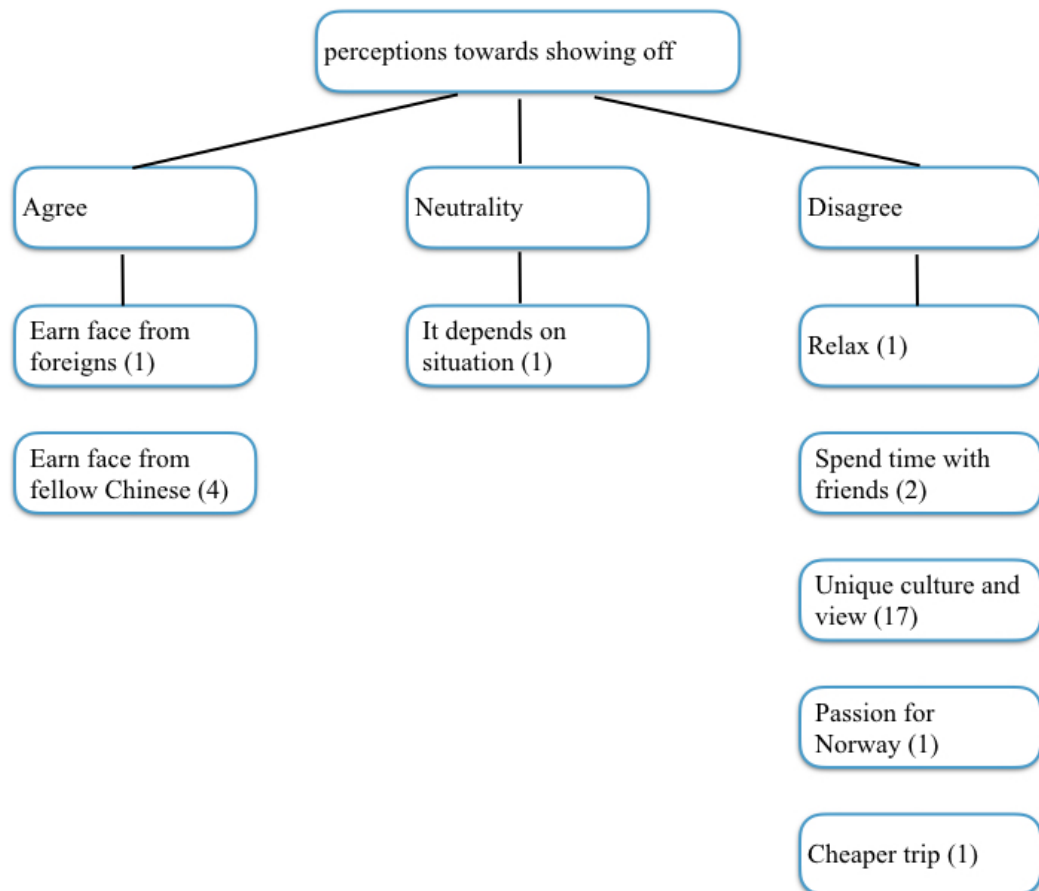 perceptions towards showing off
Agree
Neutrality
Disagree
Earn face from
foreigns (1)
It depends on
situation (1)
Relax (1)
Earn face from
fellow Chinese (4)
Spend time with
friends (2)
Unique culture and
view (17)
Passion for
Norway (1)
Cheaper trip (1)